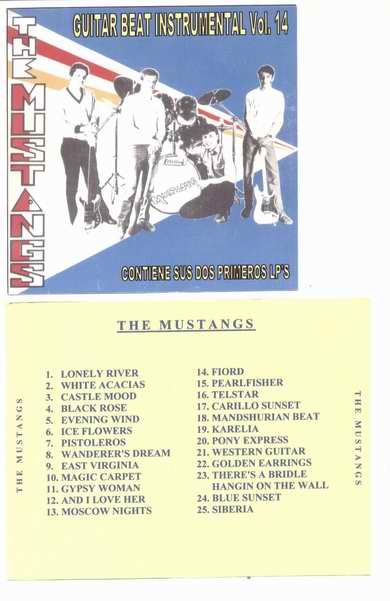 GUITAR BEAT INSTRUMENTAL Vol. 14
THE MUSTANGS
CONTIENE SUS DOS PRIMEROS LP'S
THE MUSTANGS
THE MUSTANGS
1. LONELY RIVER
2. WHITE ACACIAS
3. CASTLE MOOD
4. BLACK ROSE
5. EVENING WIND
6. ICE FLOWERS
7. PISTOLEROS
8. WANDERER'S DREAM
9. EAST VIRGINIA
10. MAGIC CARPET
11. GYPSY WOMAN
12. AND I LOVE HER
13. MOSCOW NIGHTS
14. FIORD
15. PEARLFISHER
16. TELSTAR
17. CARILLO SUNSET
18. MANDSHURIAN BEAT
19. KARELIA
20. PONY EXPRESS
21. WESTERN GUITAR
22. GOLDEN EARRINGS
23. THERE'S A BRIDLE
HANGIN ON THE WALL
24. BLUE SUNSET
25. SIBERIA
THE MUSTANGS